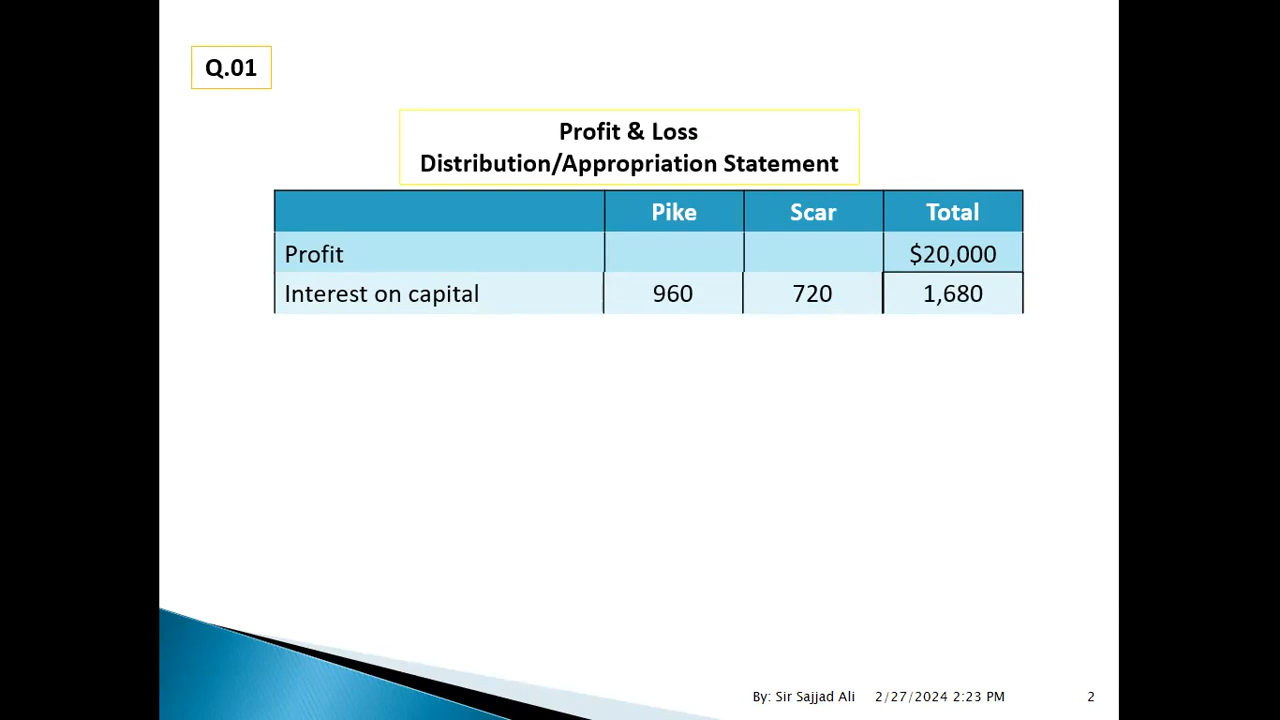 Q.01
Profit & Loss
Distribution/Appropriation Statement
Pike Scar Total
Profit $20,000
Interest on capital 960 720 1,680
By: Sir Sajjad Ali 2/27/2024 2:23 PM 2